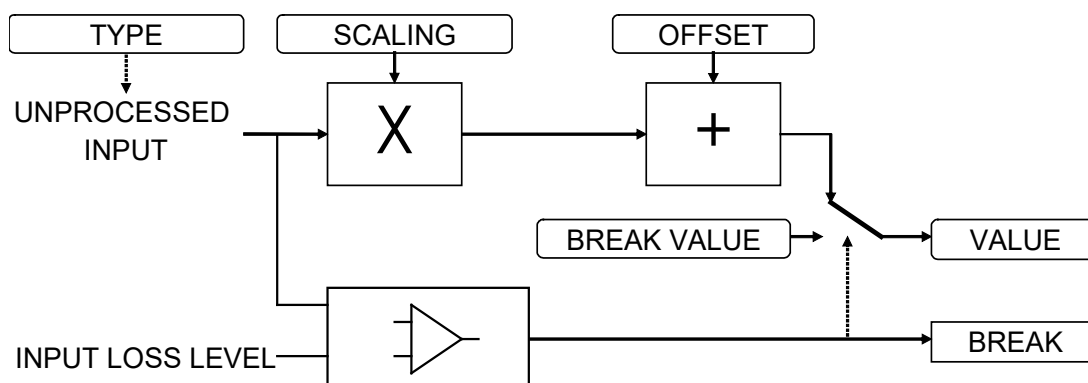 TYPE
SCALING
OFFSET
UNPROCESSED
INPUT
X
+
BREAK VALUE
VALUE
INPUT LOSS LEVEL
BREAK